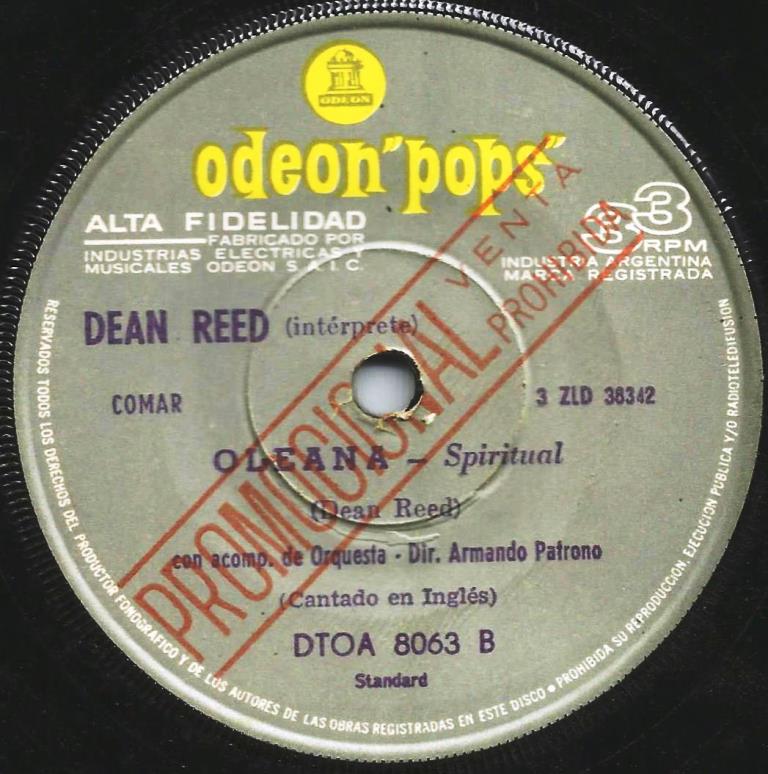 ODEON
odeon "pops"
ALTA FIDELIDAD
FABRICADO POR
INDUSTRIAS ELECTRICAS Y
MUSICALES ODEON S.A.I.C.
33
RPM
INDUSTRIA ARGENTINA
MARCA REGISTRADA
DEAN REED (intérprete)
COMAR
3 ZLD 38342
OLEANA - Spiritual
(Dean Reed)
con acomp. de Orquesta - Dir. Armando Patrono
(Cantado en Inglés)
DTOA 8063 B
Standard
PROMOCIONAL
VENTA
PROHIBIDA
RESERVADOS TODOS LOS DERECHOS DEL PRODUCTOR FONOGRAFICO Y DE LOS AUTORES DE LAS OBRAS REGISTRADAS EN ESTE DISCO ● PROHIBIDA SU REPRODUCCION, EJECUCION PUBLICA Y/O RADIOTELEDIFUSION